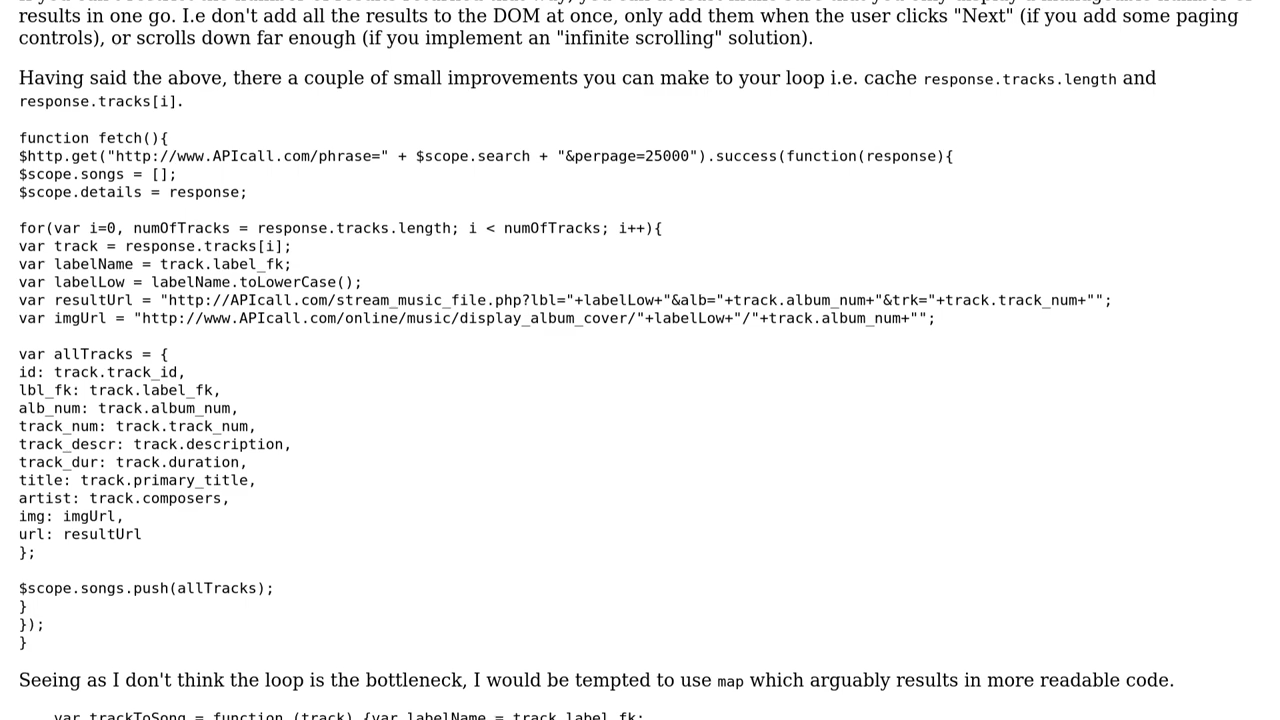 results in one go. I.e don't add all the results to the DOM at once, only add them when the user clicks "Next" (if you add some paging
controls), or scrolls down far enough (if you implement an "infinite scrolling" solution).
Having said the above, there a couple of small improvements you can make to your loop i.e. cache response.tracks.length and
response.tracks[i].
function fetch(){
$http.get("http://www.APIcall.com/phrase=" + $scope.search + "&perpage=25000").success(function(response){
$scope.songs = [];
$scope.details = response;
for(var i=0, numOfTracks = response.tracks.length; i < numOfTracks; i++){
var track = response.tracks[i];
var labelName = track.label_fk;
var labelLow = labelName.toLowerCase();
var resultUrl = "http://APIcall.com/stream_music_file.php?lbl="+labelLow+"&alb="+track.album_num+"&trk="+track.track_num+"";
var imgUrl = "http://www.APIcall.com/online/music/display_album_cover/"+labelLow+"/"+track.album_num+"";
var allTracks = {
id: track.track_id,
lbl_fk: track.label_fk,
alb_num: track.album_num,
track_num: track.track_num,
track_descr: track.description,
track_dur: track.duration,
title: track.primary_title,
artist: track.composers,
img: imgUrl,
url: resultUrl
};
$scope.songs.push(allTracks);
}
});
}
Seeing as I don't think the loop is the bottleneck, I would be tempted to use map which arguably results in more readable code.
var trackToSong = function (track) {var labelName = track.label_fk;